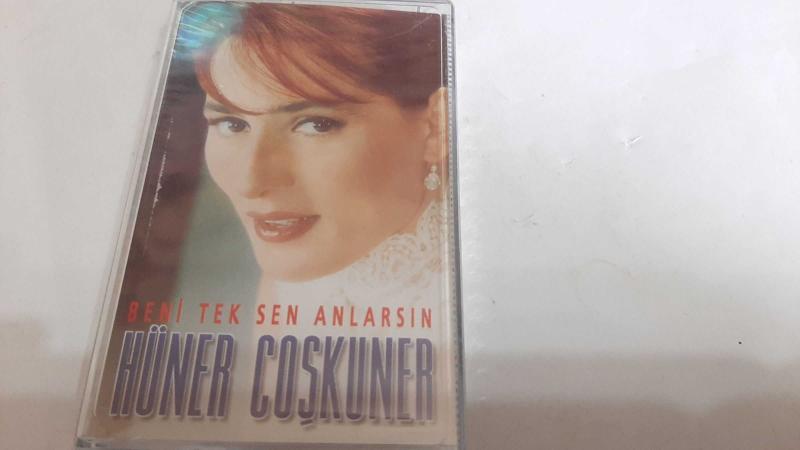 BENİ TEK SEN ANLARSIN
HÜNER COŞKUNER